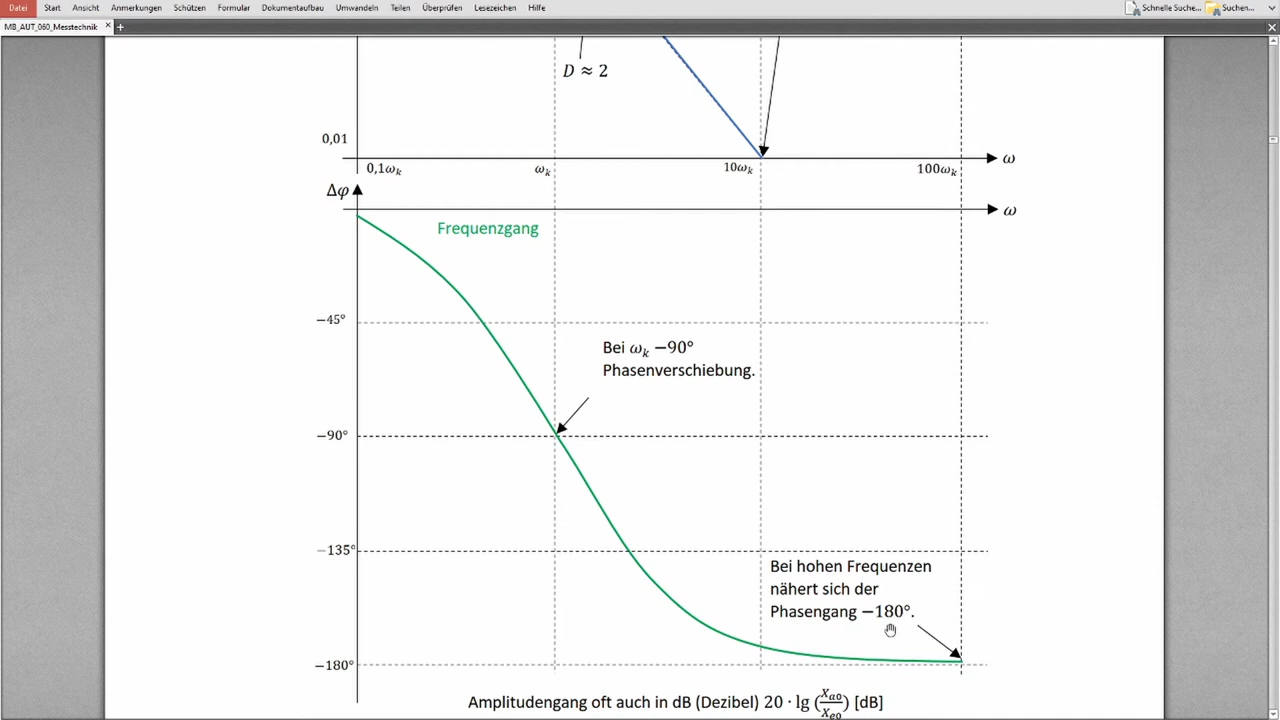 Datei Start Ansicht Anmerkungen Schützen Formular Dokumentaufbau Umwandeln Teilen Überprüfen Lesezeichen Hilfe Schnelle Suche... Suchen...
MB_AUT_060_Messtechnik × +
D ≈ 2
0,01
0,1ωk ωk 10ωk 100ωk ω
Δφ
ω
Frequenzgang
−45°
Bei ωk −90°
Phasenverschiebung.
−90°
−135°
Bei hohen Frequenzen
nähert sich der
Phasengang −180°.
−180°
Amplitudengang oft auch in dB (Dezibel) 20 · lg (Xa0/Xe0) [dB]